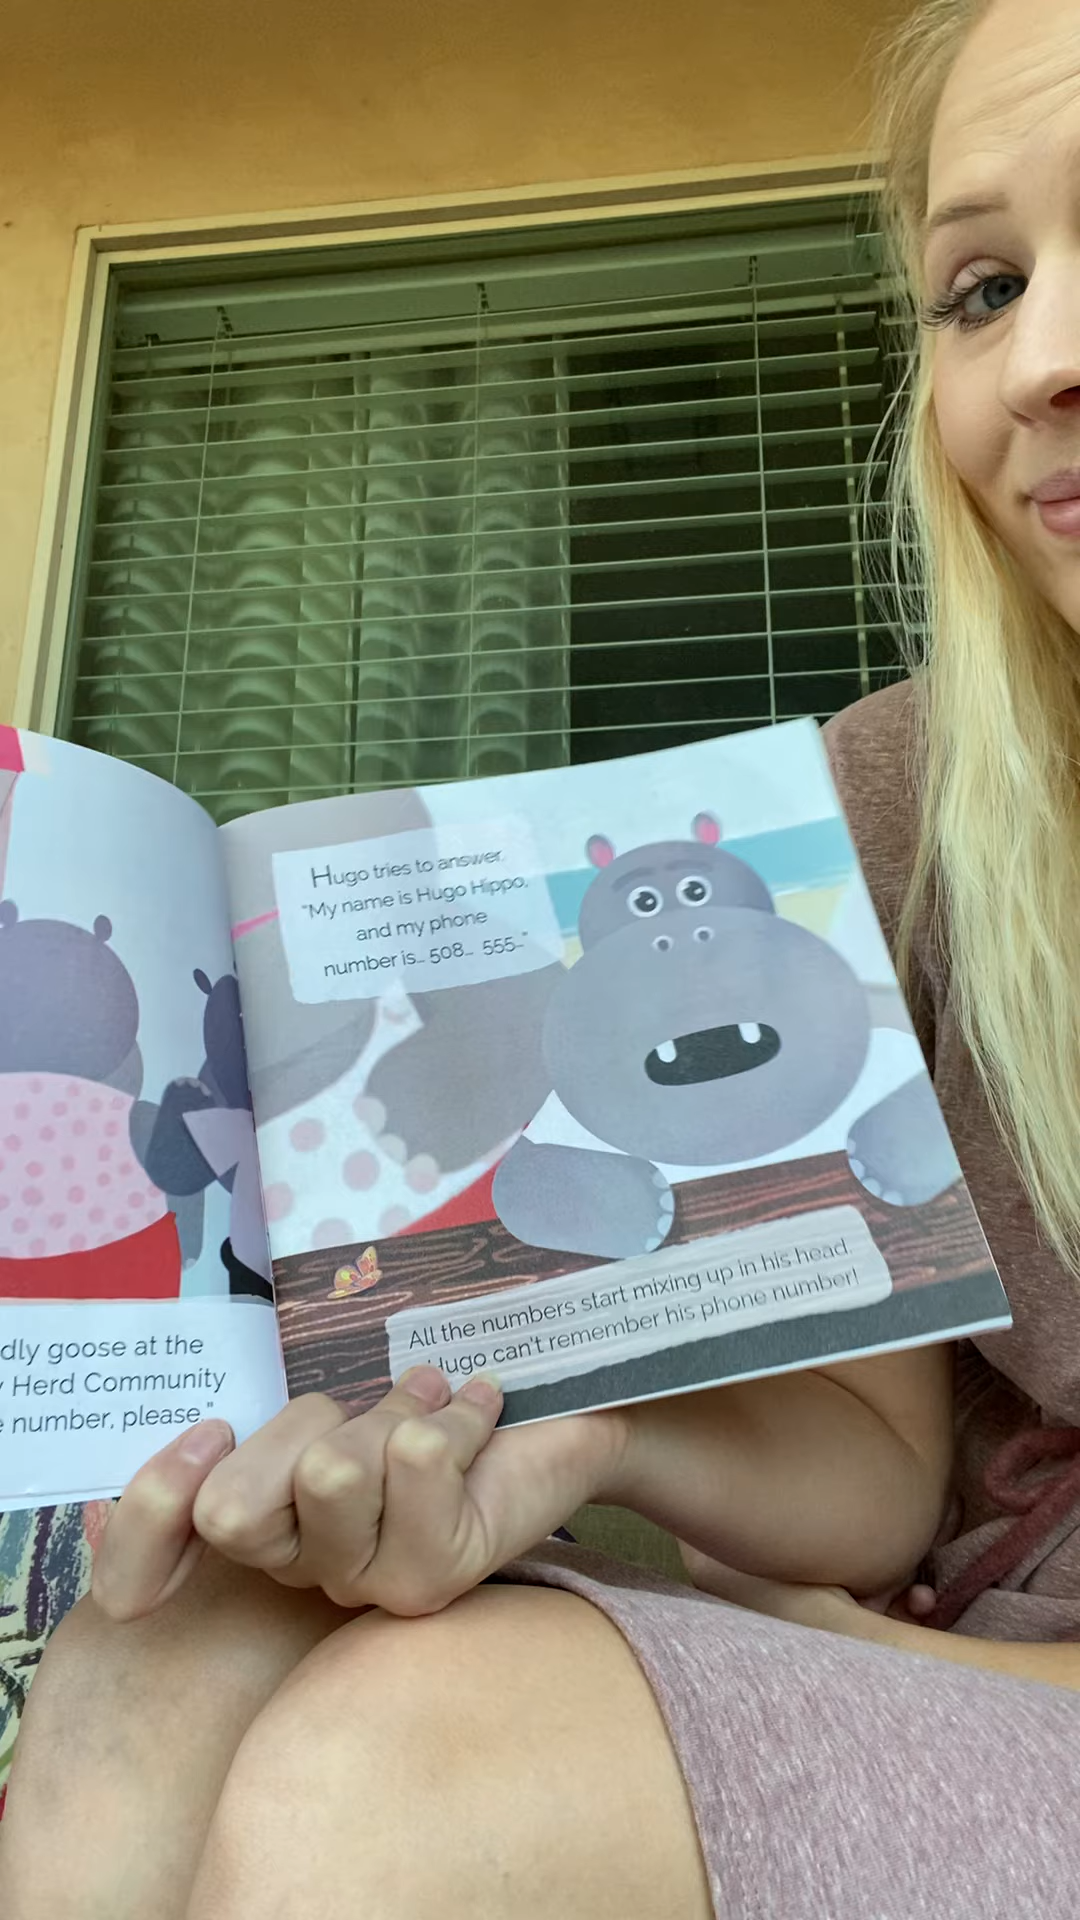 dly goose at the
Herd Community
number, please."
Hugo tries to answer.
"My name is Hugo Hippo,
and my phone
number is... 508... 555..."
All the numbers start mixing up in his head.
Hugo can't remember his phone number!